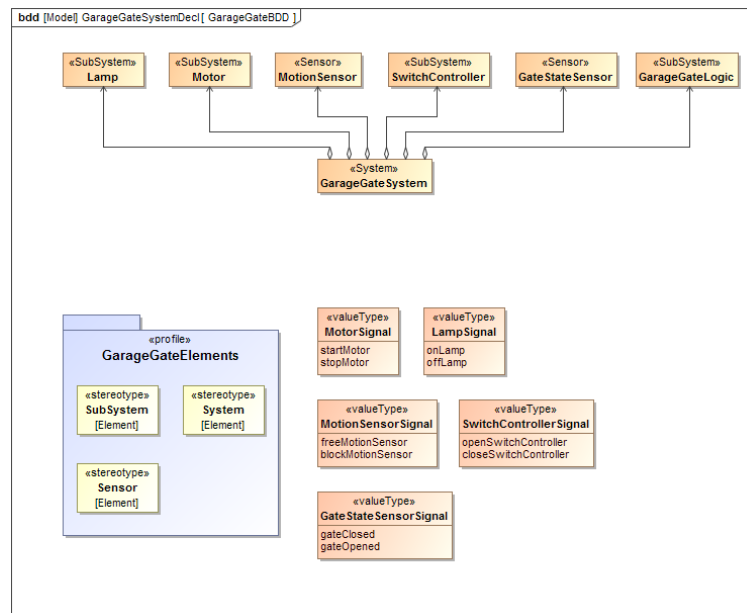 bdd [Model] GarageGateSystemDecl[ GarageGateBDD ]
«SubSystem»
Lamp
«SubSystem»
Motor
«Sensor»
MotionSensor
«SubSystem»
SwitchController
«Sensor»
GateStateSensor
«SubSystem»
GarageGateLogic
«System»
GarageGateSystem
«profile»
GarageGateElements
«stereotype»
SubSystem
[Element]
«stereotype»
System
[Element]
«stereotype»
Sensor
[Element]
«valueType»
MotorSignal
startMotor
stopMotor
«valueType»
LampSignal
onLamp
offLamp
«valueType»
MotionSensorSignal
freeMotionSensor
blockMotionSensor
«valueType»
SwitchControllerSignal
openSwitchController
closeSwitchController
«valueType»
GateStateSensorSignal
gateClosed
gateOpened